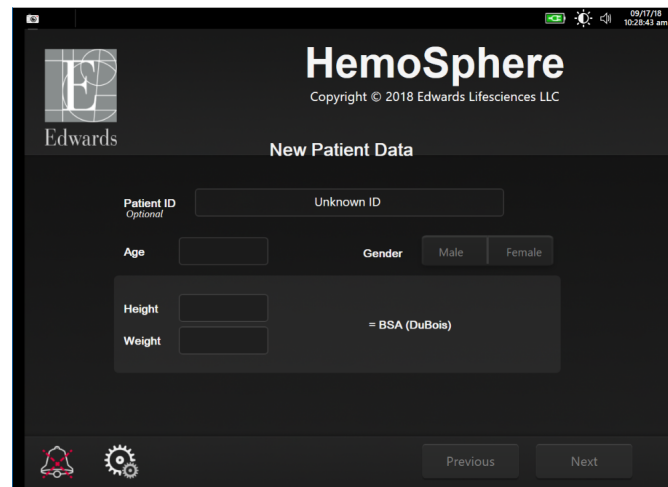 09/17/18
10:28:43 am
HemoSphere
Copyright © 2018 Edwards Lifesciences LLC
E
Edwards
New Patient Data
Patient ID
Optional
Unknown ID
Age
Gender
Male
Female
Height
= BSA (DuBois)
Weight
Previous
Next